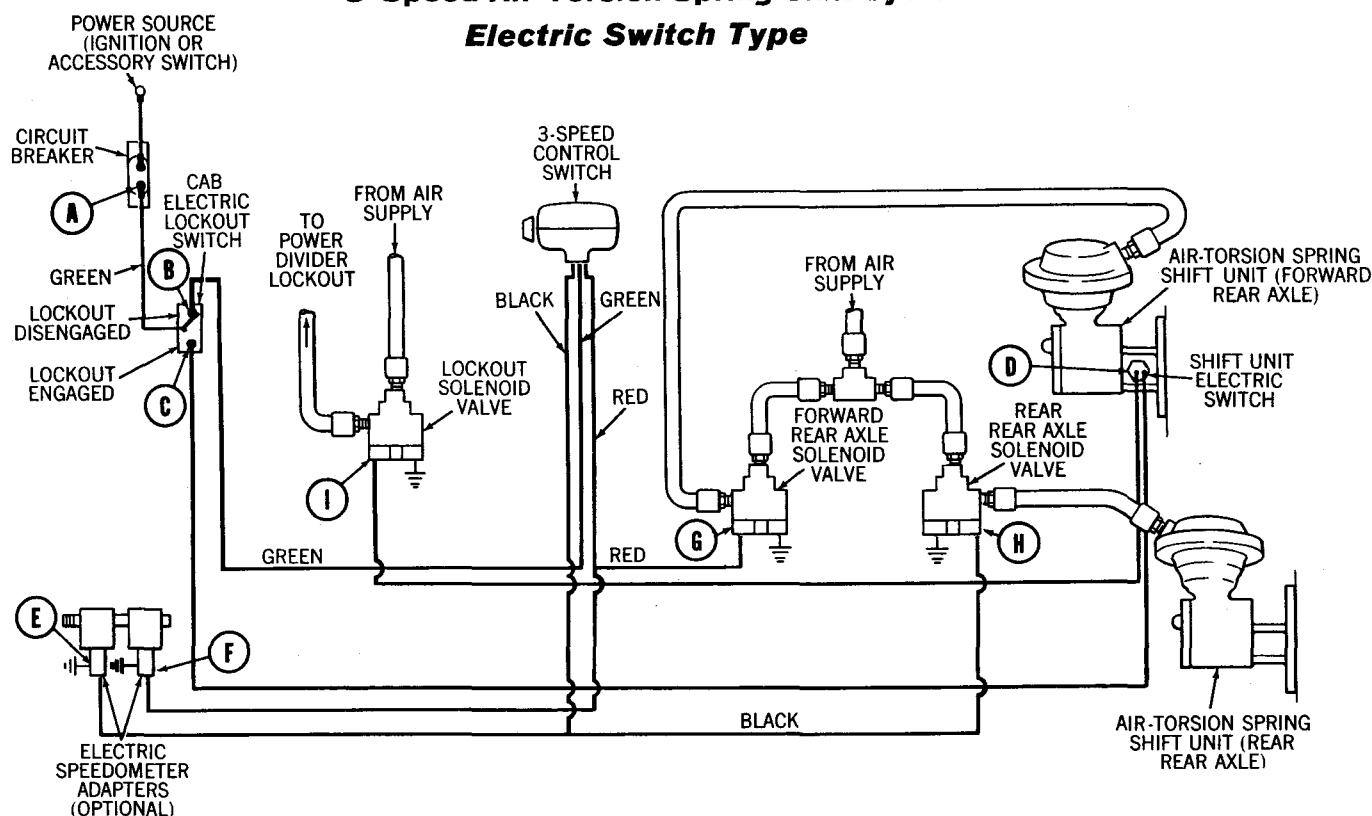 Electric Switch Type
POWER SOURCE
(IGNITION OR
ACCESSORY SWITCH)
CIRCUIT
BREAKER
A
CAB
ELECTRIC
LOCKOUT
SWITCH
GREEN
B
LOCKOUT
DISENGAGED
LOCKOUT
ENGAGED
C
TO
POWER
DIVIDER
LOCKOUT
FROM AIR
SUPPLY
LOCKOUT
SOLENOID
VALVE
I
3-SPEED
CONTROL
SWITCH
BLACK
GREEN
RED
FROM AIR
SUPPLY
FORWARD
REAR AXLE
SOLENOID
VALVE
REAR
REAR AXLE
SOLENOID
VALVE
G
H
AIR-TORSION SPRING
SHIFT UNIT (FORWARD
REAR AXLE)
D
SHIFT UNIT
ELECTRIC
SWITCH
GREEN
RED
E
F
BLACK
ELECTRIC
SPEEDOMETER
ADAPTERS
(OPTIONAL)
AIR-TORSION SPRING
SHIFT UNIT (REAR
REAR AXLE)